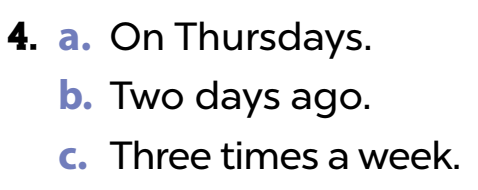 4. a. On Thursdays.
b. Two days ago.
c. Three times a week.